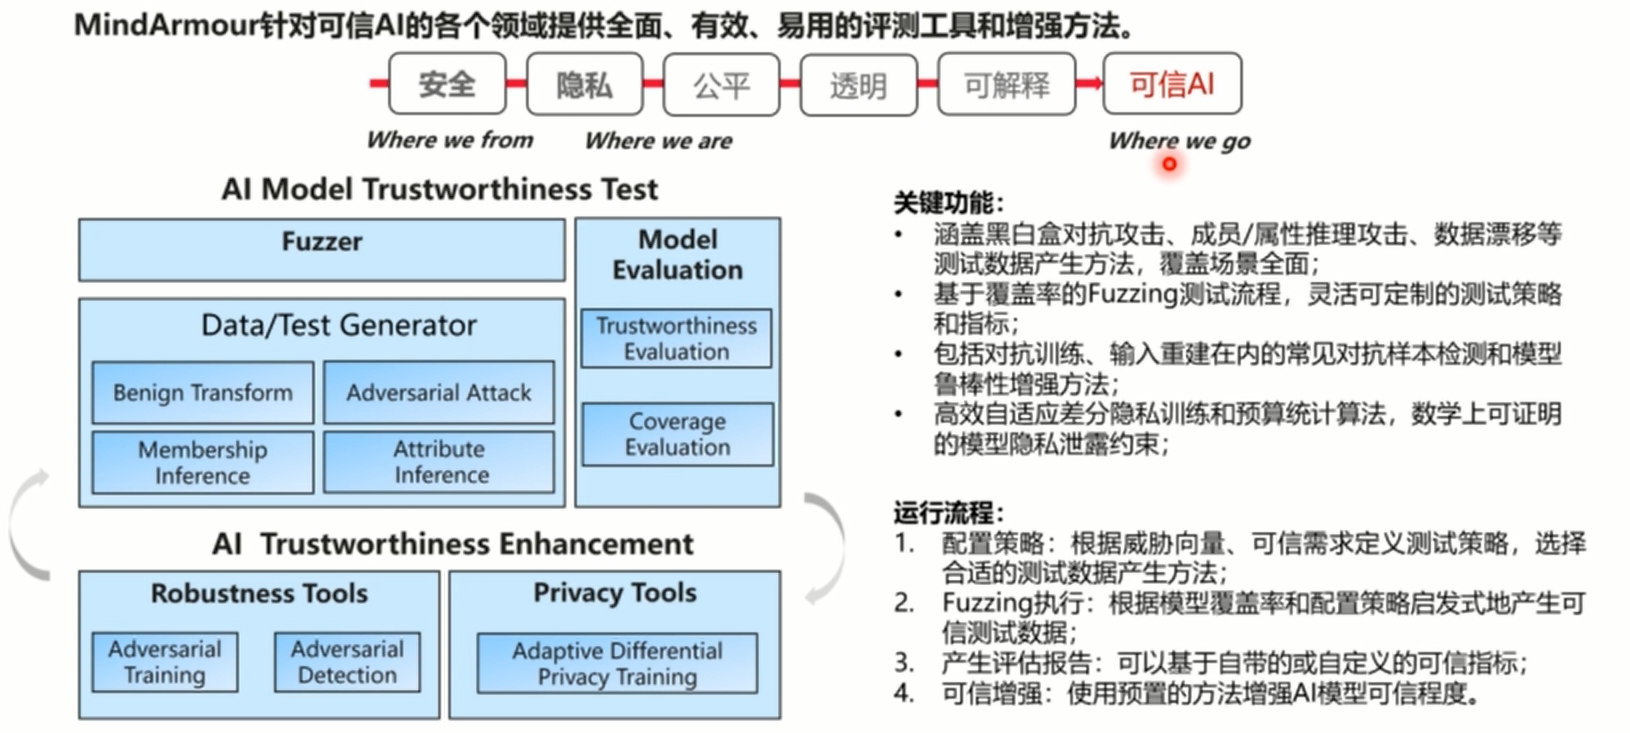 MindArmour针对可信AI的各个领域提供全面、有效、易用的评测工具和增强方法。
安全
隐私
公平
透明
可解释
可信AI
Where we from
Where we are
Where we go
AI Model Trustworthiness Test
Fuzzer
Data/Test Generator
Benign Transform
Adversarial Attack
Membership
Inference
Attribute
Inference
Model
Evaluation
Trustworthiness
Evaluation
Coverage
Evaluation
AI Trustworthiness Enhancement
Robustness Tools
Adversarial
Training
Adversarial
Detection
Privacy Tools
Adaptive Differential
Privacy Training
关键功能：
• 涵盖黑白盒对抗攻击、成员/属性推理攻击、数据漂移等
测试数据产生方法，覆盖场景全面；
• 基于覆盖率的Fuzzing测试流程，灵活可定制的测试策略
和指标；
• 包括对抗训练、输入重建在内的常见对抗样本检测和模型
鲁棒性增强方法；
• 高效自适应差分隐私训练和预算统计算法，数学上可证明
的模型隐私泄露约束；
运行流程：
1. 配置策略：根据威胁向量、可信需求定义测试策略，选择
合适的测试数据产生方法；
2. Fuzzing执行：根据模型覆盖率和配置策略启发式地产生可
信测试数据；
3. 产生评估报告：可以基于自带的或自定义的可信指标；
4. 可信增强：使用预置的方法增强AI模型可信程度。